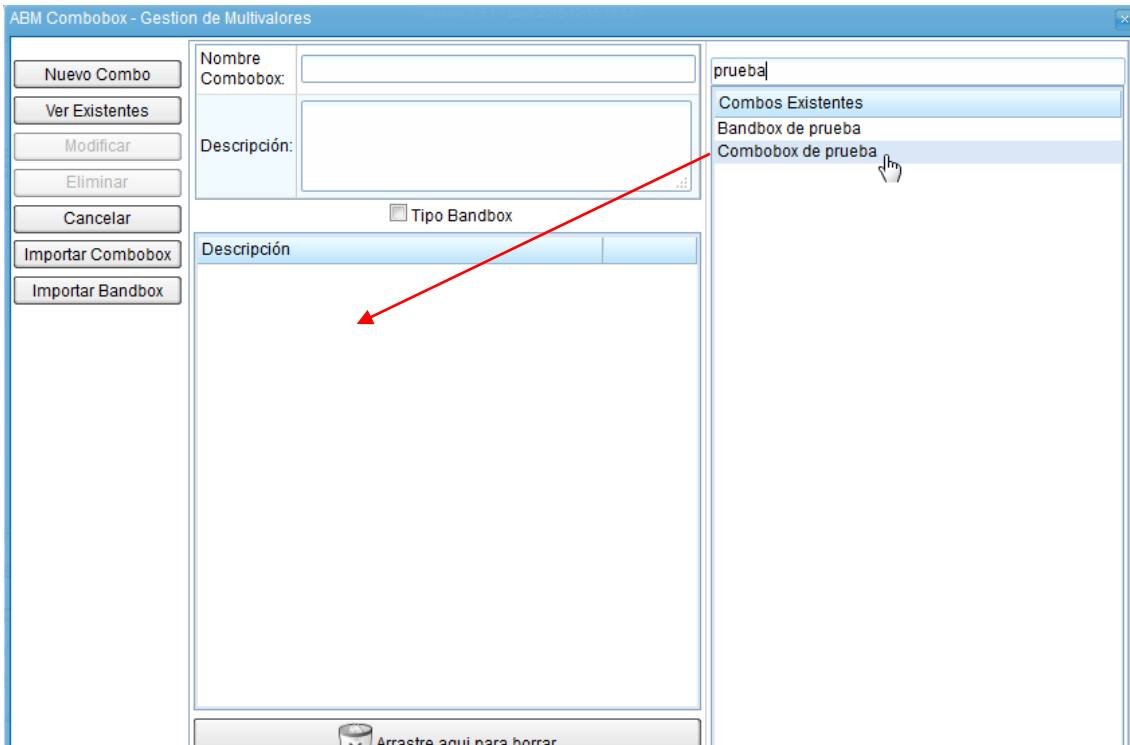 ABM Combobox - Gestion de Multivalores
Nuevo Combo
Ver Existentes
Modificar
Eliminar
Cancelar
Importar Combobox
Importar Bandbox
Nombre
Combobox:
Descripción:
Tipo Bandbox
Descripción
Arrastre aqui para borrar
prueba
Combos Existentes
Bandbox de prueba
Combobox de prueba